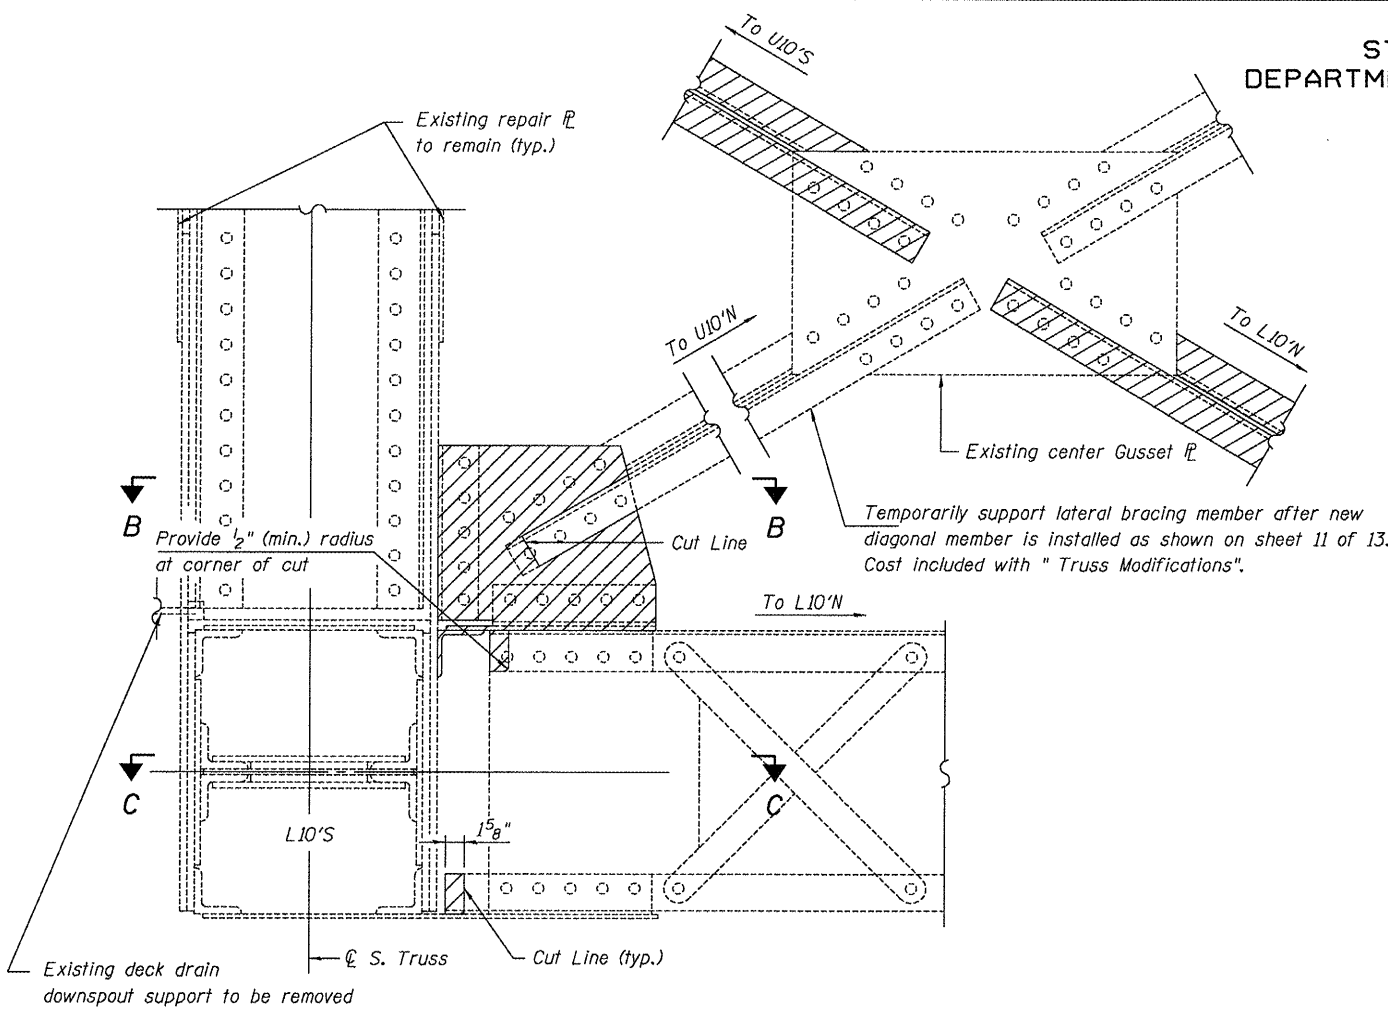 To U10'S
ST
DEPARTME
Existing repair ℙ
to remain (typ.)
To U10'N
To L10'N
Existing center Gusset ℙ
B
B
Provide 1/2" (min.) radius
at corner of cut
Cut Line
Temporarily support lateral bracing member after new
diagonal member is installed as shown on sheet 11 of 13.
Cost included with " Truss Modifications".
To L10'N
C
C
L10'S
1 5/8"
℄ S. Truss
Cut Line (typ.)
Existing deck drain
downspout support to be removed